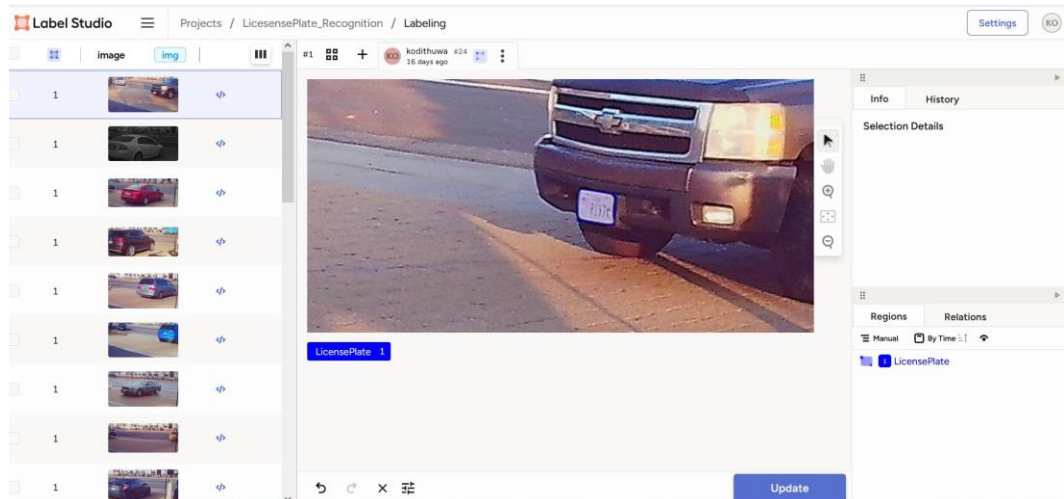 Label Studio
Projects / LicesensePlate_Recognition / Labeling
Settings
KO
image
img
#1
KO
kodithuwa #24
16 days ago
1
</>
1
</>
1
</>
1
</>
1
</>
1
</>
1
</>
1
</>
1
</>
LicensePlate 1
Update
Info
History
Selection Details
Regions
Relations
Manual
By Time
1 LicensePlate